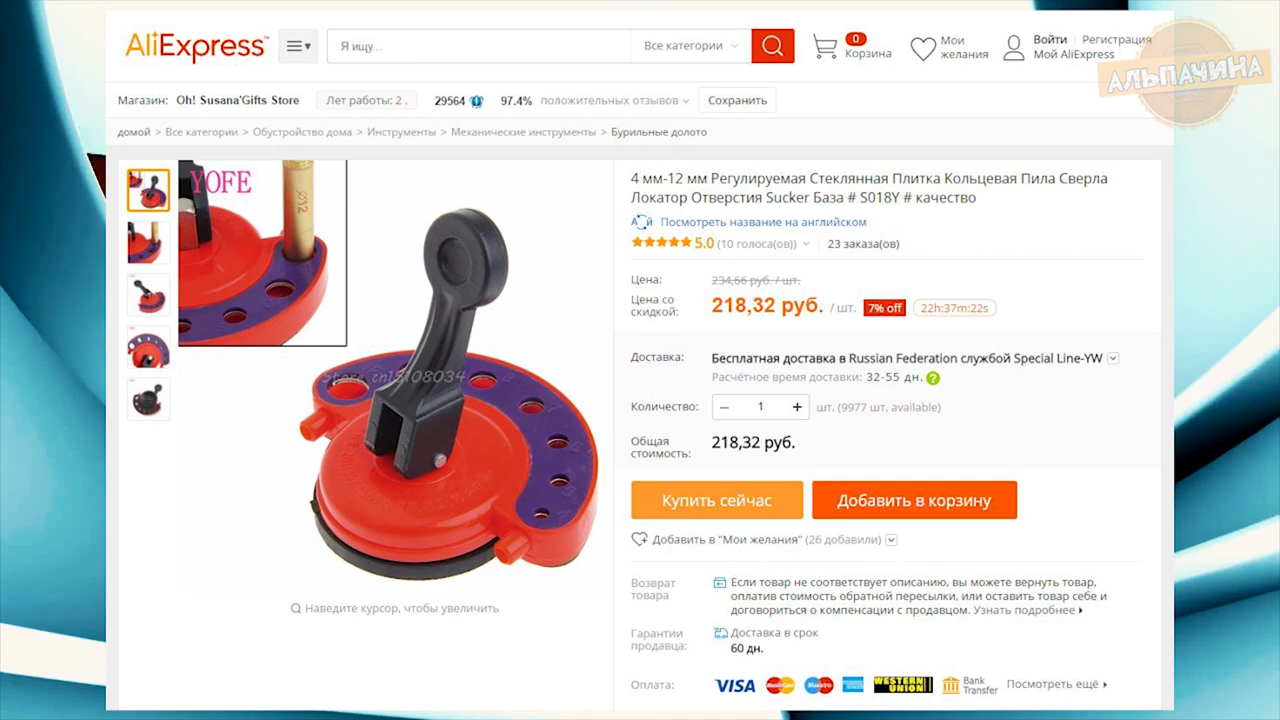 АЛЬПАЧИНА
AliExpress™
Я ищу...
Все категории
0
Корзина
Мои желания
Войти | Регистрация
Мой AliExpress
Магазин: Oh! Susana'Gifts Store
Лет работы: 2 .
29564
97.4% положительных отзывов
Сохранить
домой > Все категории > Обустройство дома > Инструменты > Механические инструменты > Бурильные долото
YOFE
Ø12
Store cn1518108034
Наведите курсор, чтобы увеличить
4 мм-12 мм Регулируемая Стеклянная Плитка Кольцевая Пила Сверла
Локатор Отверстия Sucker База # S018Y # качество
Посмотреть название на английском
5.0 (10 голоса(ов)) 23 заказа(ов)
Цена: 234,66 руб. / шт.
Цена со скидкой: 218,32 руб. / шт. 7% off 22h:37m:22s
Доставка: Бесплатная доставка в Russian Federation службой Special Line-YW
Расчётное время доставки: 32-55 дн. ?
Количество: – 1 + шт. (9977 шт. available)
Общая стоимость: 218,32 руб.
Купить сейчас
Добавить в корзину
Добавить в "Мои желания" (26 добавили)
Возврат товара
Если товар не соответствует описанию, вы можете вернуть товар,
оплатив стоимость обратной пересылки, или оставить товар себе и
договориться о компенсации с продавцом. Узнать подробнее
Гарантии продавца:
Доставка в срок
60 дн.
Оплата: VISA MasterCard Maestro WESTERN UNION Bank Transfer Посмотреть ещё